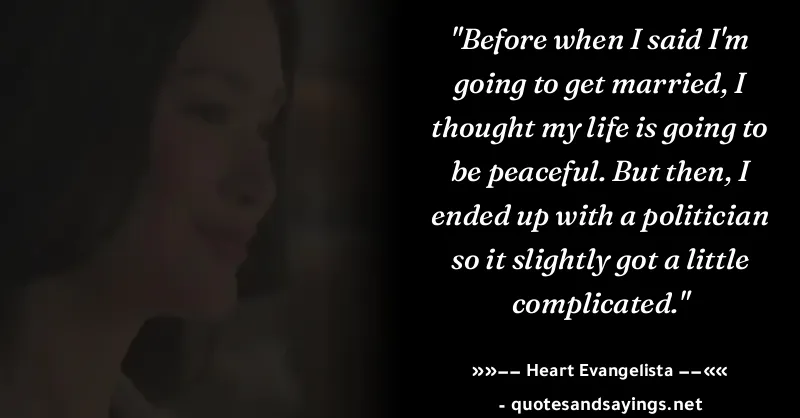 "Before when I said I'm
going to get married, I
thought my life is going to
be peaceful. But then, I
ended up with a politician
so it slightly got a little
complicated."
»»−− Heart Evangelista −−««
- quotesandsayings.net